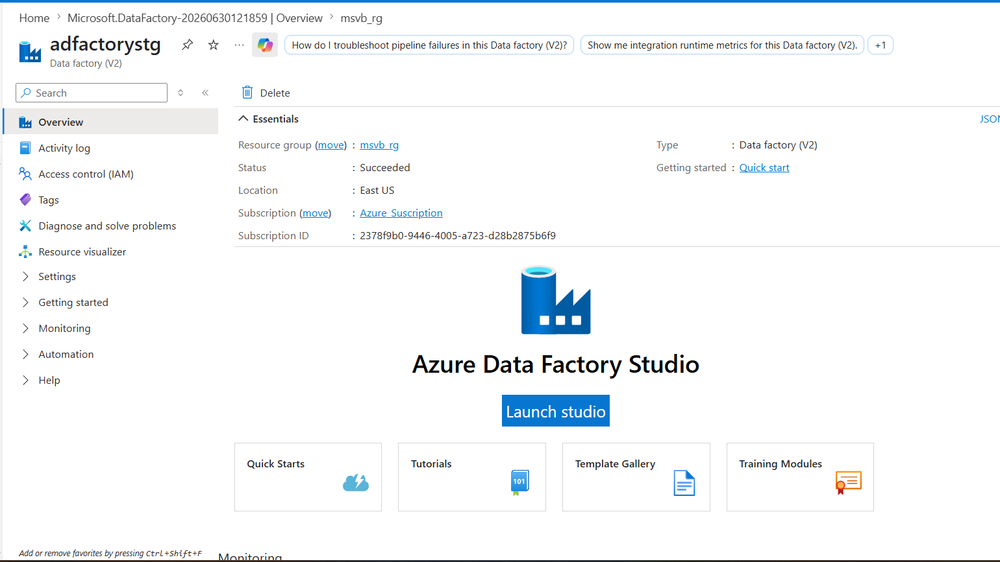 Home > Microsoft.DataFactory-20260630121859 | Overview > msvb_rg
adfactorystg
Data factory (V2)
How do I troubleshoot pipeline failures in this Data factory (V2)?
Show me integration runtime metrics for this Data factory (V2).
+1
Search
Overview
Activity log
Access control (IAM)
Tags
Diagnose and solve problems
Resource visualizer
Settings
Getting started
Monitoring
Automation
Help
Add or remove favorites by pressing Ctrl+Shift+F
Delete
Essentials
JSON
Resource group (move) : msvb_rg
Status : Succeeded
Location : East US
Subscription (move) : Azure_Suscription
Subscription ID : 2378f9b0-9446-4005-a723-d28b2875b6f9
Type : Data factory (V2)
Getting started : Quick start
Azure Data Factory Studio
Launch studio
Quick Starts
Tutorials
101
Template Gallery
Training Modules
Monitoring